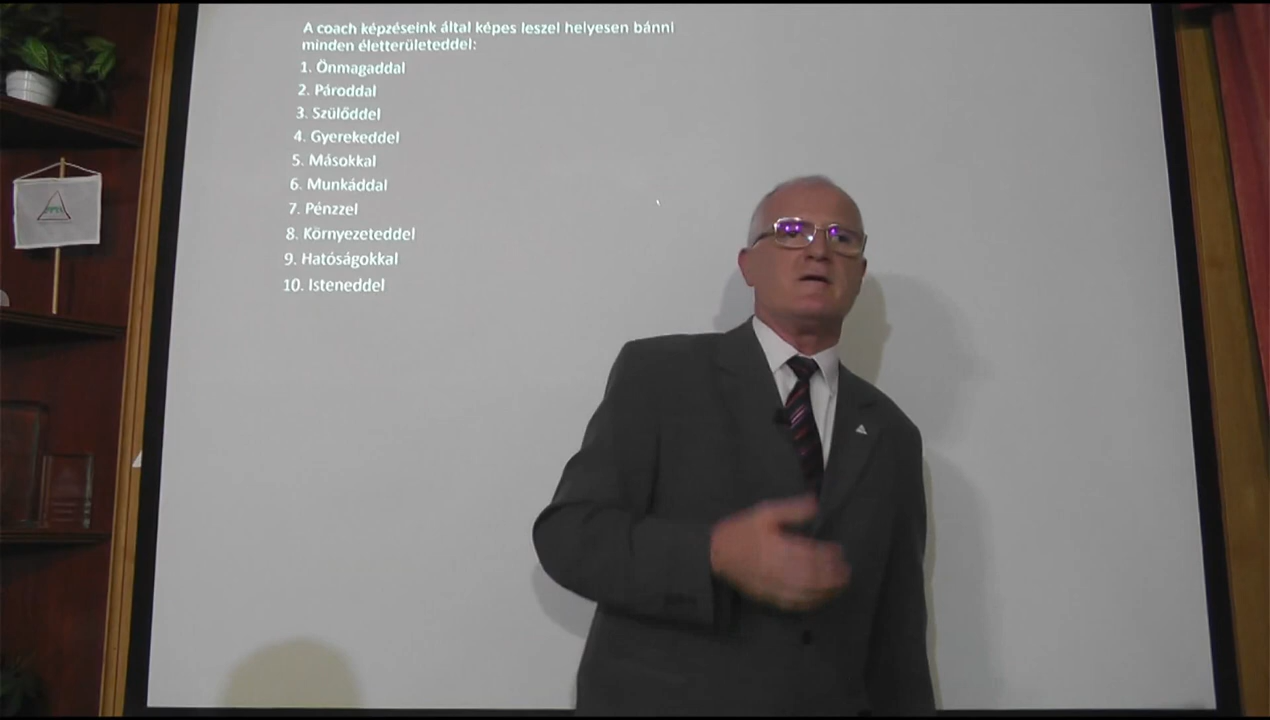 A coach képzéseink által képes leszel helyesen bánni
minden életterületeddel:
1. Önmagaddal
2. Pároddal
3. Szülőddel
4. Gyerekeddel
5. Másokkal
6. Munkáddal
7. Pénzzel
8. Környezeteddel
9. Hatóságokkal
10. Isteneddel